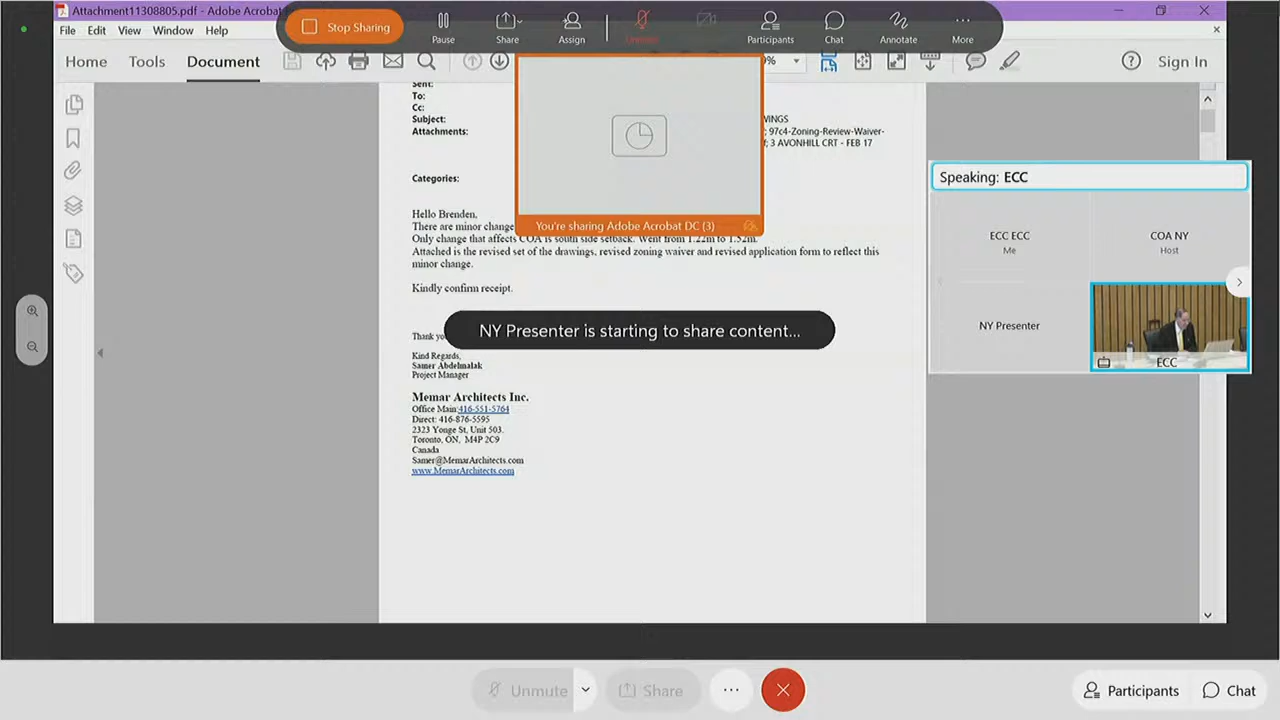 Attachment11308805.pdf - Adobe Acrobat
Stop Sharing
Pause
Share
Assign
Unmute
Participants
Chat
Annotate
More
File Edit View Window Help
Home Tools Document
Sign In
Sent:
To:
Cc:
Subject:
WINGS
Attachments:
; 97c4-Zoning-Review-Waiver-
f; 3 AVONHILL CRT - FEB 17
Categories:
You're sharing Adobe Acrobat DC (3)
Speaking: ECC
ECC ECC
Me
COA NY
Host
NY Presenter
ECC
Hello Brenden,
There are minor change
Only change that affects COA is south side setback. Went from 1.22m to 1.52m.
Attached is the revised set of the drawings, revised zoning waiver and revised application form to reflect this
minor change.
Kindly confirm receipt.
NY Presenter is starting to share content...
Thank yo
Kind Regards,
Samer Abdelmalak
Project Manager
Memar Architects Inc.
Office Main:416-551-5764
Direct: 416-876-5595
2323 Yonge St, Unit 503.
Toronto, ON, M4P 2C9
Canada
Samer@MemarArchitects.com
www.MemarArchitects.com
Unmute
Share
Participants
Chat